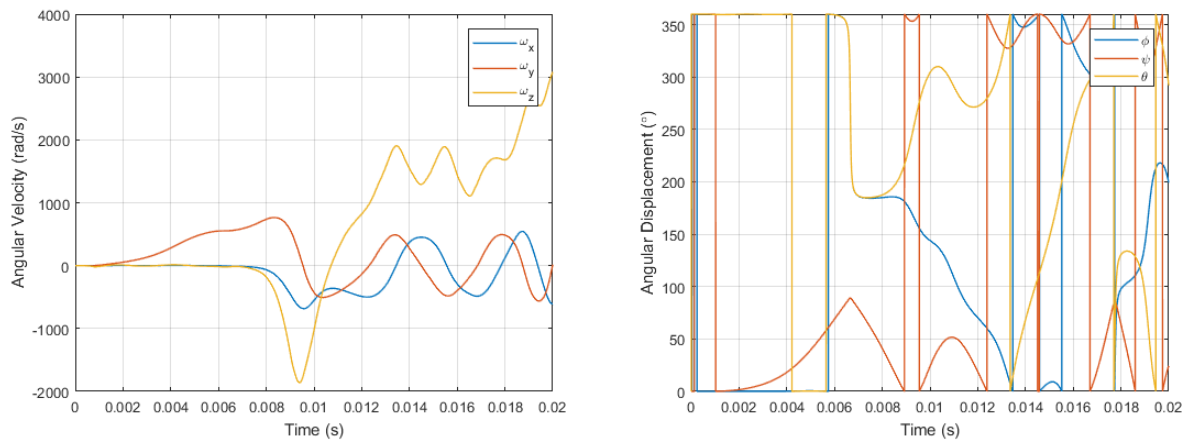 4000
3000
2000
1000
0
-1000
-2000
0 0.002 0.004 0.006 0.008 0.01 0.012 0.014 0.016 0.018 0.02
Time (s)
Angular Velocity (rad/s)
ω_x
ω_y
ω_z
350
300
250
200
150
100
50
0
0 0.002 0.004 0.006 0.008 0.01 0.012 0.014 0.016 0.018 0.02
Time (s)
Angular Displacement (°)
ϕ
ψ
θ